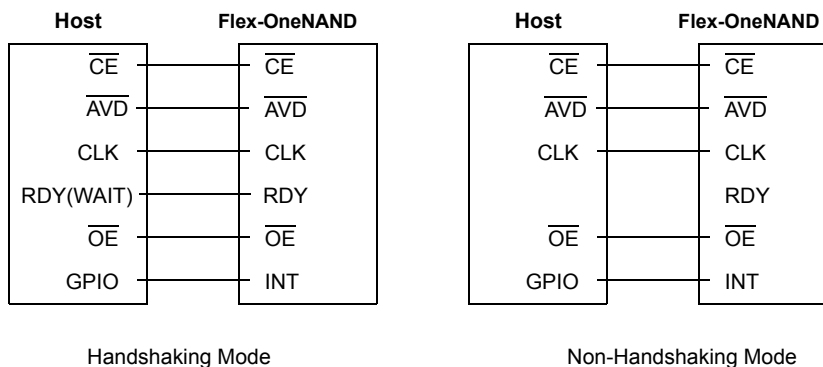 Host Flex-OneNAND
CE CE
AVD AVD
CLK CLK
RDY(WAIT) RDY
OE OE
GPIO INT
Handshaking Mode
Host Flex-OneNAND
CE CE
AVD AVD
CLK CLK
RDY
OE OE
GPIO INT
Non-Handshaking Mode